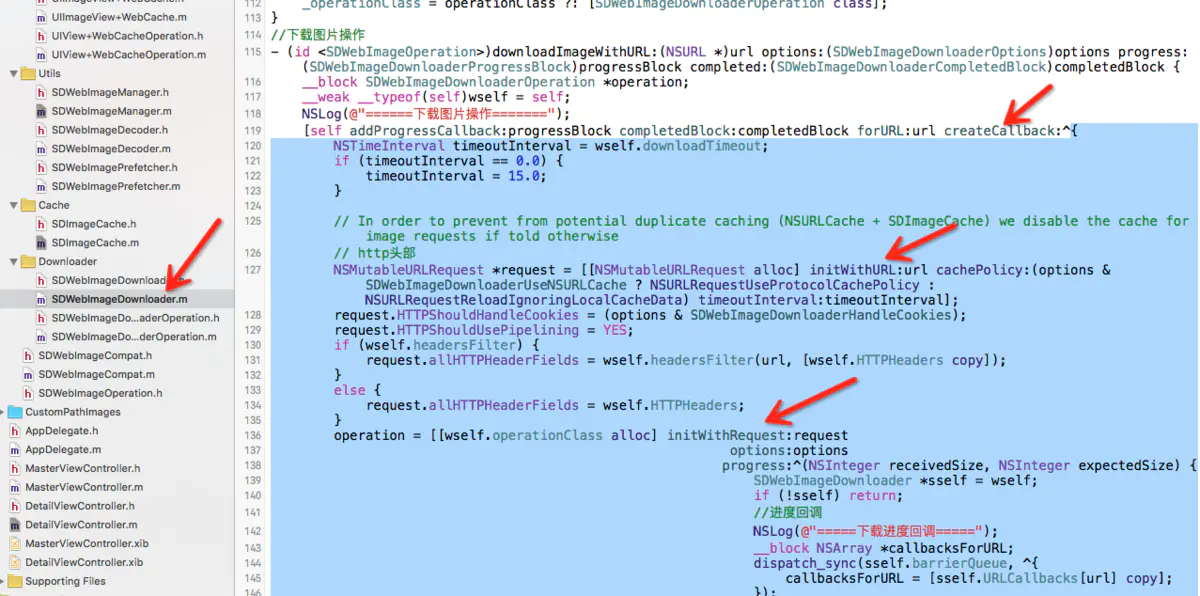 UIImageView+WebCache.h
UIImageView+WebCache.m
UIView+WebCacheOperation.h
UIView+WebCacheOperation.m
Utils
SDWebImageManager.h
SDWebImageManager.m
SDWebImageDecoder.h
SDWebImageDecoder.m
SDWebImagePrefetcher.h
SDWebImagePrefetcher.m
Cache
SDImageCache.h
SDImageCache.m
Downloader
SDWebImageDownloader.h
SDWebImageDownloader.m
SDWebImageDo...aderOperation.h
SDWebImageDo...derOperation.m
SDWebImageCompat.h
SDWebImageCompat.m
SDWebImageOperation.h
CustomPathImages
AppDelegate.h
AppDelegate.m
MasterViewController.h
MasterViewController.m
DetailViewController.h
DetailViewController.m
MasterViewController.xib
DetailViewController.xib
Supporting Files
112 _operationClass = operationClass ?: [SDWebImageDownloaderOperation class];
113 }
114 //下载图片操作
115 - (id <SDWebImageOperation>)downloadImageWithURL:(NSURL *)url options:(SDWebImageDownloaderOptions)options progress:
(SDWebImageDownloaderProgressBlock)progressBlock completed:(SDWebImageDownloaderCompletedBlock)completedBlock {
116 __block SDWebImageDownloaderOperation *operation;
117 __weak __typeof(self)wself = self;
118 NSLog(@"======下载图片操作=======");
119 [self addProgressCallback:progressBlock completedBlock:completedBlock forURL:url createCallback:^{
120 NSTimeInterval timeoutInterval = wself.downloadTimeout;
121 if (timeoutInterval == 0.0) {
122 timeoutInterval = 15.0;
123 }
124
125 // In order to prevent from potential duplicate caching (NSURLCache + SDImageCache) we disable the cache for
image requests if told otherwise
126 // http头部
127 NSMutableURLRequest *request = [[NSMutableURLRequest alloc] initWithURL:url cachePolicy:(options &
SDWebImageDownloaderUseNSURLCache ? NSURLRequestUseProtocolCachePolicy :
NSURLRequestReloadIgnoringLocalCacheData) timeoutInterval:timeoutInterval];
128 request.HTTPShouldHandleCookies = (options & SDWebImageDownloaderHandleCookies);
129 request.HTTPShouldUsePipelining = YES;
130 if (wself.headersFilter) {
131 request.allHTTPHeaderFields = wself.headersFilter(url, [wself.HTTPHeaders copy]);
132 }
133 else {
134 request.allHTTPHeaderFields = wself.HTTPHeaders;
135 }
136 operation = [[wself.operationClass alloc] initWithRequest:request
137 options:options
138 progress:^(NSInteger receivedSize, NSInteger expectedSize) {
139 SDWebImageDownloader *sself = wself;
140 if (!sself) return;
141 //进度回调
142 NSLog(@"=====下载进度回调=====");
143 __block NSArray *callbacksForURL;
144 dispatch_sync(sself.barrierQueue, ^{
145 callbacksForURL = [sself.URLCallbacks[url] copy];
146 });